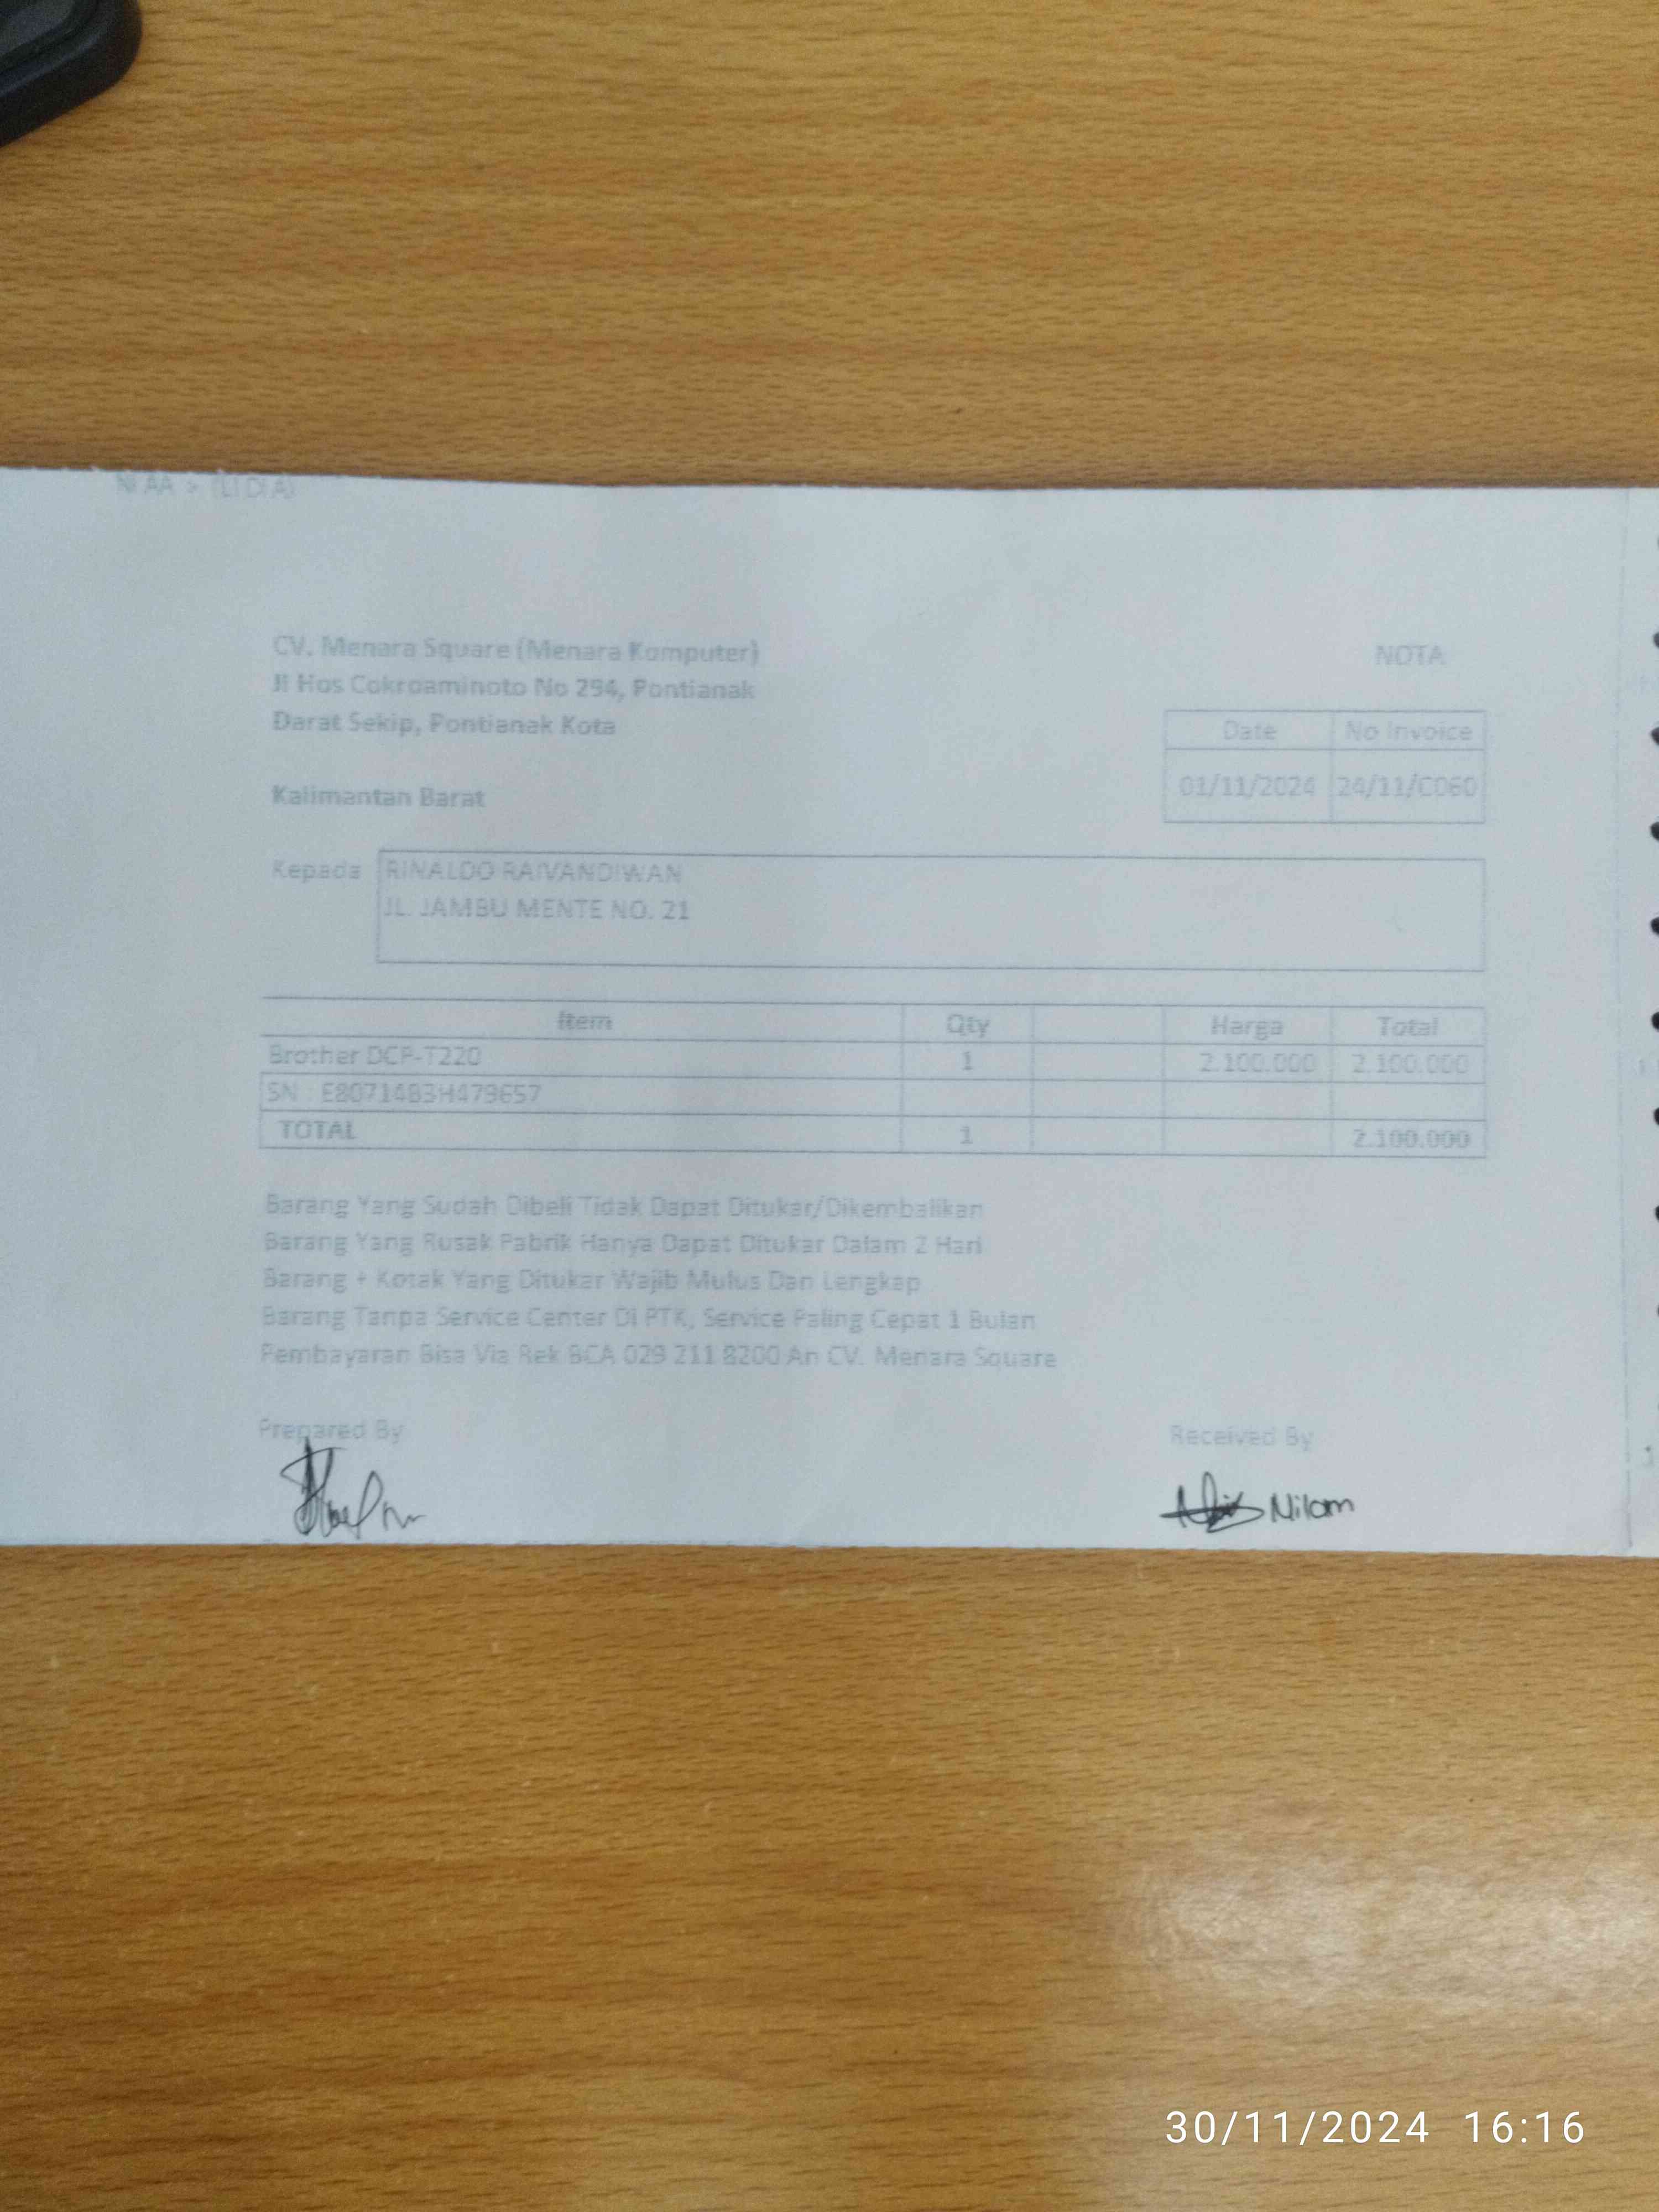 CV. Menara Square (Menara Komputer)
NOTA
Jl Hos Cokroaminoto No 294, Pontianak
Darat Sekip, Pontianak Kota
Date No Invoice
Kalimantan Barat
01/11/2024 24/11/C060
Kepada RINALDO RAIVANDIWAN
JL. JAMBU MENTE NO. 21
Item Qty Harga Total
Brother DCP-T220 1 2.100.000 2.100.000
SN : E80714B3H479657
TOTAL 1 2.100.000
Barang Yang Sudah Dibeli Tidak Dapat Ditukar/Dikembalikan
Barang Yang Rusak Pabrik Hanya Dapat Ditukar Dalam 2 Hari
Barang + Kotak Yang Ditukar Wajib Mulus Dan Lengkap
Barang Tanpa Service Center Di PTK, Service Paling Cepat 1 Bulan
Pembayaran Bisa Via Rek BCA 029 211 8200 An CV. Menara Square
Prepared By Received By
Nilam
30/11/2024 16:16